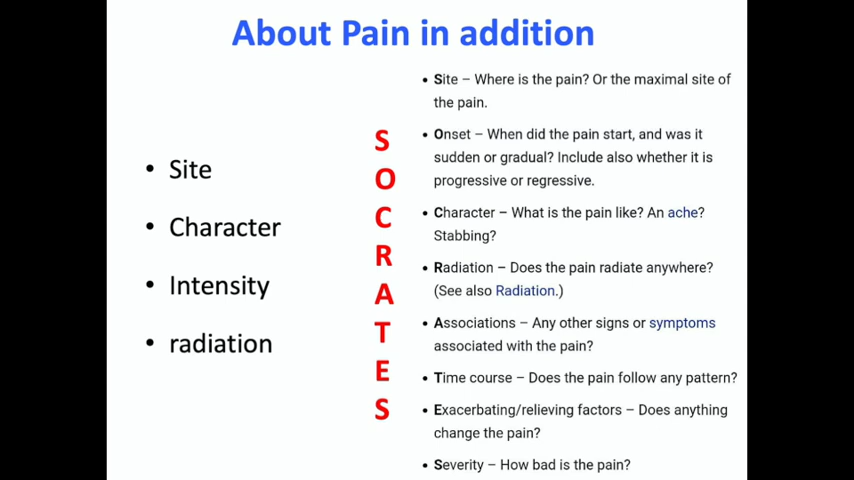 About Pain in addition
• Site
• Character
• Intensity
• radiation
S
O
C
R
A
T
E
S
• Site – Where is the pain? Or the maximal site of
the pain.
• Onset – When did the pain start, and was it
sudden or gradual? Include also whether it is
progressive or regressive.
• Character – What is the pain like? An ache?
Stabbing?
• Radiation – Does the pain radiate anywhere?
(See also Radiation.)
• Associations – Any other signs or symptoms
associated with the pain?
• Time course – Does the pain follow any pattern?
• Exacerbating/relieving factors – Does anything
change the pain?
• Severity – How bad is the pain?